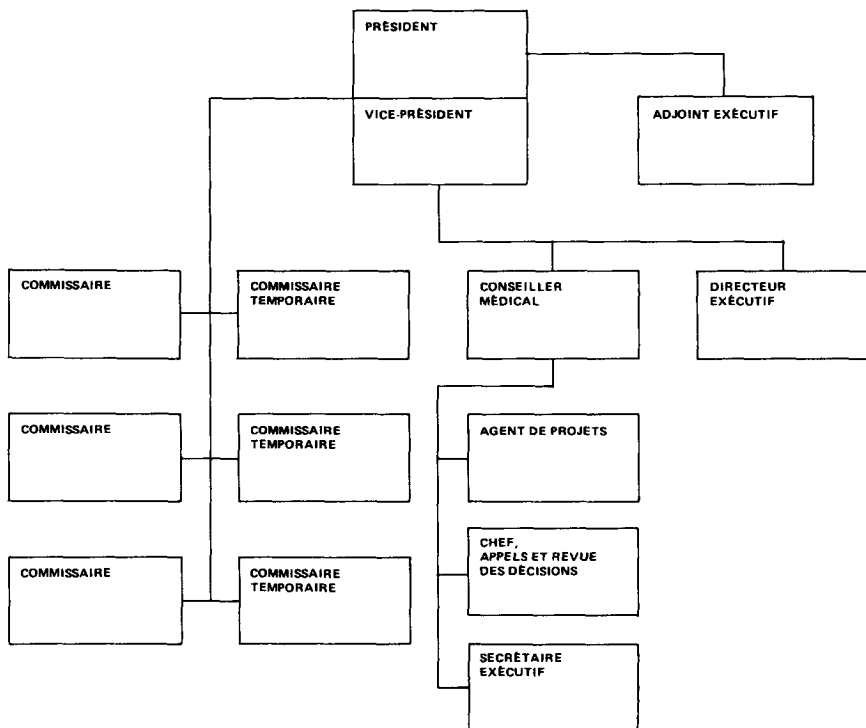 PRÉSIDENT
VICE-PRÉSIDENT
ADJOINT EXÉCUTIF
COMMISSAIRE
COMMISSAIRE
TEMPORAIRE
CONSEILLER
MÉDICAL
DIRECTEUR
EXÉCUTIF
COMMISSAIRE
COMMISSAIRE
TEMPORAIRE
AGENT DE PROJETS
COMMISSAIRE
COMMISSAIRE
TEMPORAIRE
CHEF,
APPELS ET REVUE
DES DÉCISIONS
SECRÉTAIRE
EXÉCUTIF